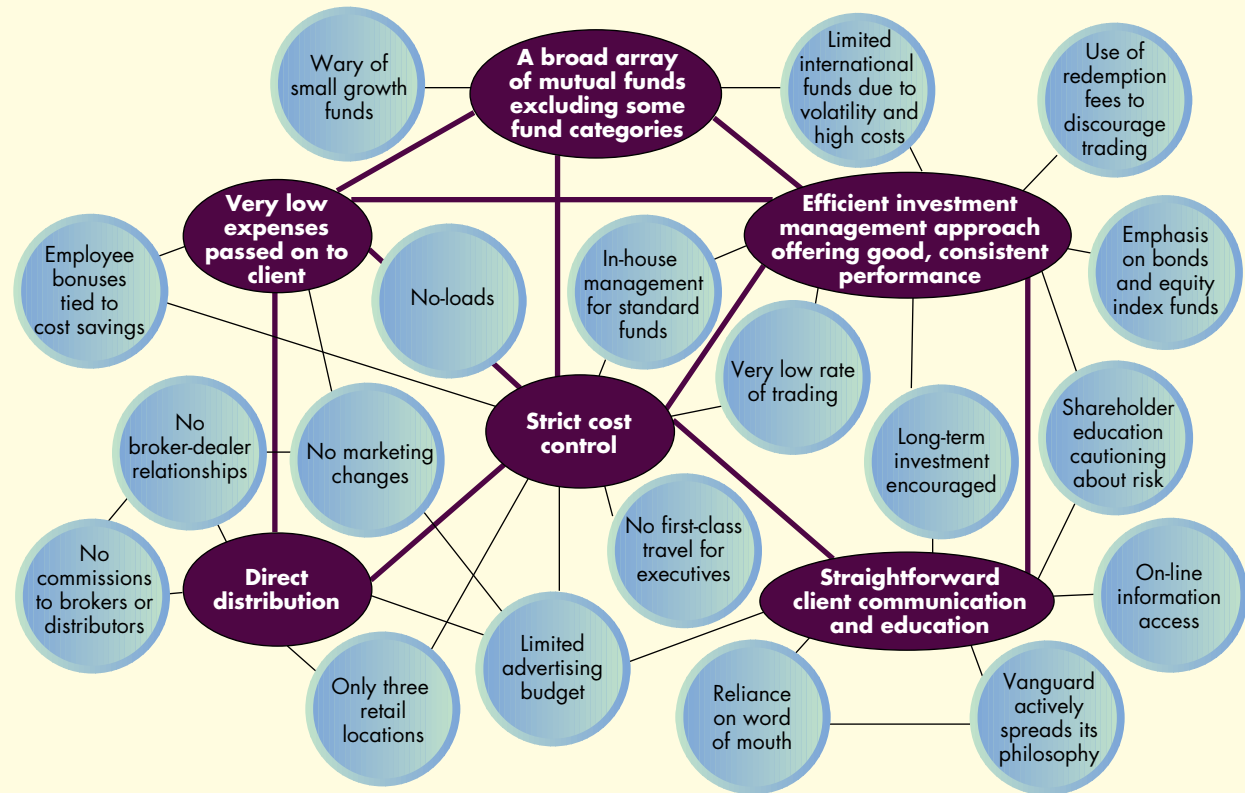 Wary of
small growth
funds
A broad array
of mutual funds
excluding some
fund categories
Limited
international
funds due to
volatility and
high costs
Use of
redemption
fees to
discourage
trading
Very low
expenses
passed on to
client
Efficient investment
management approach
offering good, consistent
performance
Employee
bonuses
tied to
cost savings
No-loads
In-house
management
for standard
funds
Emphasis
on bonds
and equity
index funds
Very low rate
of trading
No
broker-dealer
relationships
No marketing
changes
Strict cost
control
Long-term
investment
encouraged
Shareholder
education
cautioning
about risk
No
commissions
to brokers or
distributors
Direct
distribution
No first-class
travel for
executives
Straightforward
client communication
and education
On-line
information
access
Only three
retail
locations
Limited
advertising
budget
Reliance
on word
of mouth
Vanguard
actively
spreads its
philosophy